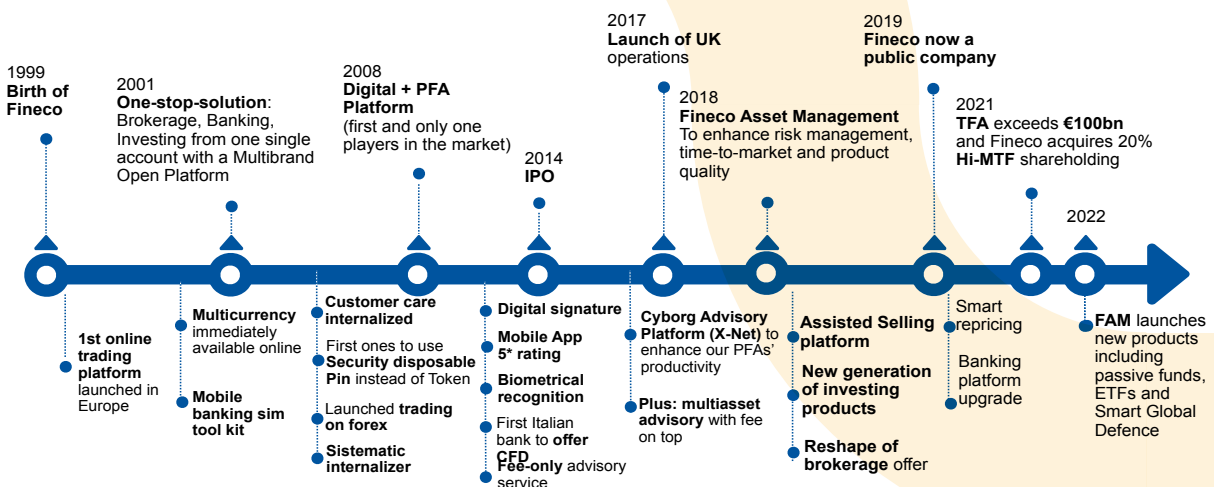 1999
Birth of
Fineco
2001
One-stop-solution:
Brokerage, Banking,
Investing from one single
account with a Multibrand
Open Platform
2008
Digital + PFA
Platform
(first and only one
players in the market)
2014
IPO
2017
Launch of UK
operations
2018
Fineco Asset Management
To enhance risk management,
time-to-market and product
quality
2019
Fineco now a
public company
2021
TFA exceeds €100bn
and Fineco acquires 20%
Hi-MTF shareholding
2022
1st online
trading
platform
launched in
Europe
Multicurrency
immediately
available online
Mobile
banking sim
tool kit
Customer care
internalized
First ones to use
Security disposable
Pin instead of Token
Launched trading
on forex
Sistematic
internalizer
Digital signature
Mobile App
5* rating
Biometrical
recognition
First Italian
bank to offer
CFD
Fee-only advisory
service
Cyborg Advisory
Platform (X-Net) to
enhance our PFAs'
productivity
Plus: multiasset
advisory with fee
on top
Assisted Selling
platform
New generation
of investing
products
Reshape of
brokerage offer
Smart
repricing
Banking
platform
upgrade
FAM launches
new products
including
passive funds,
ETFs and
Smart Global
Defence